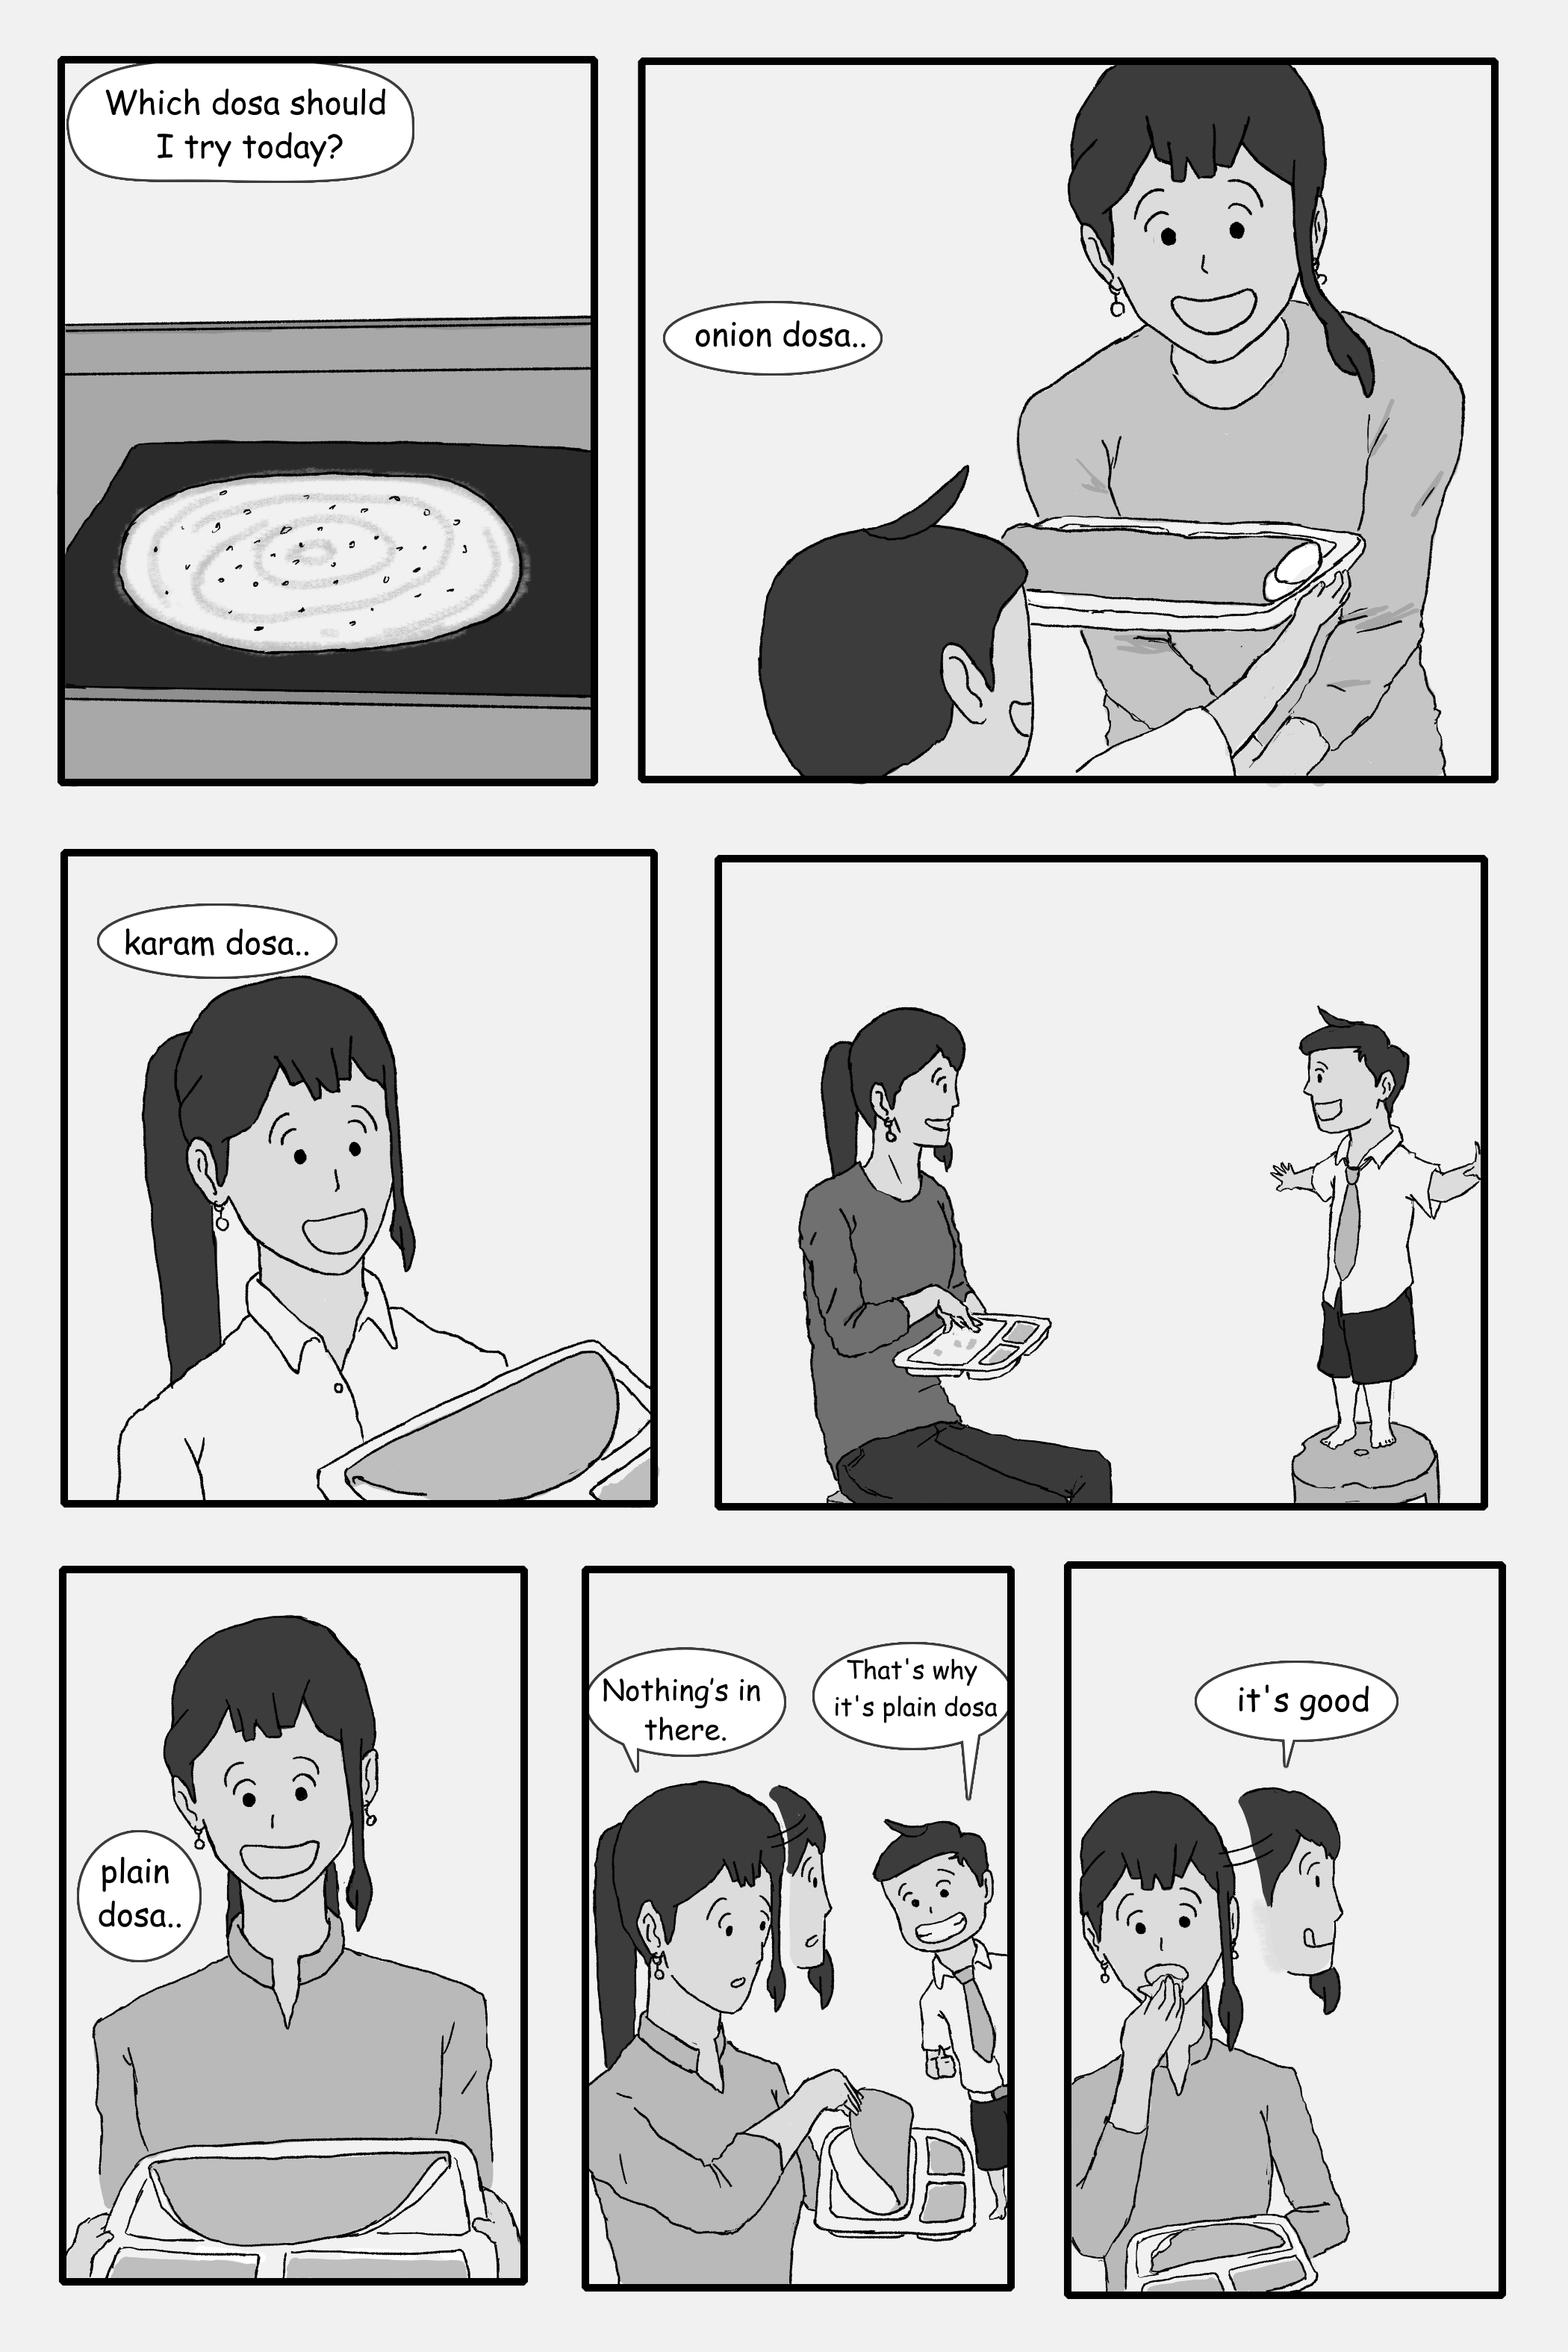 Which dosa should
I try today?
onion dosa..
karam dosa..
plain
dosa..
Nothing's in
there.
That's why
it's plain dosa
it's good